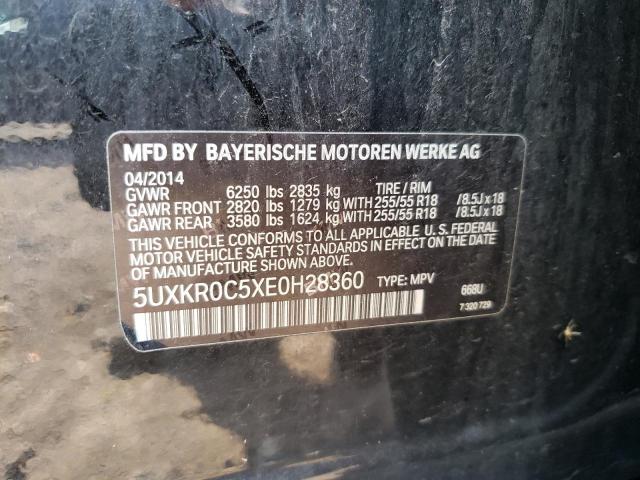 MFD BY BAYERISCHE MOTOREN WERKE AG
04/2014
GVWR 6250 lbs 2835 kg TIRE / RIM
GAWR FRONT 2820 lbs 1279 kg WITH 255/55 R18 /8.5J x 18
GAWR REAR 3580 lbs 1624 kg WITH 255/55 R18 /8.5J x 18
THIS VEHICLE CONFORMS TO ALL APPLICABLE U. S. FEDERAL
MOTOR VEHICLE SAFETY STANDARDS IN EFFECT ON THE
DATE OF MANUFACTURE SHOWN ABOVE.
5UXKR0C5XE0H28360 TYPE: MPV 668U
7 320 729